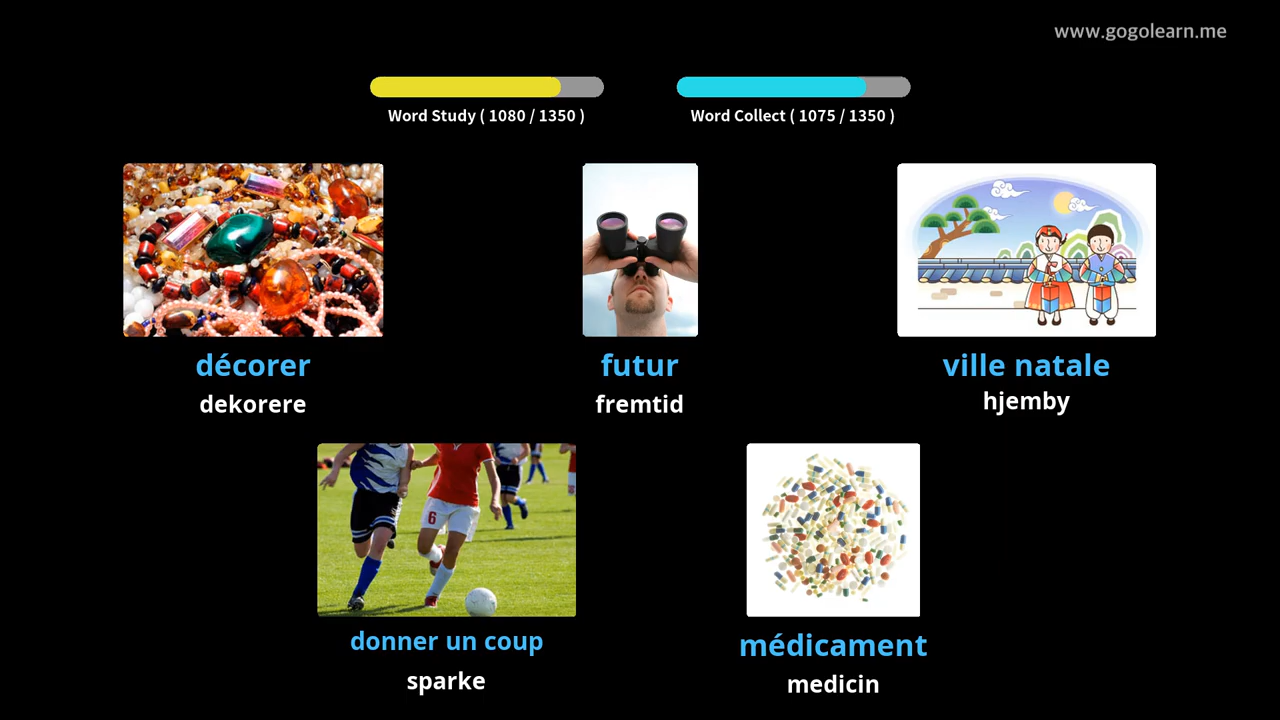 www.gogolearn.me
Word Study ( 1080 / 1350 )
Word Collect ( 1075 / 1350 )
décorer
dekorere
futur
fremtid
ville natale
hjemby
6
donner un coup
sparke
médicament
medicin